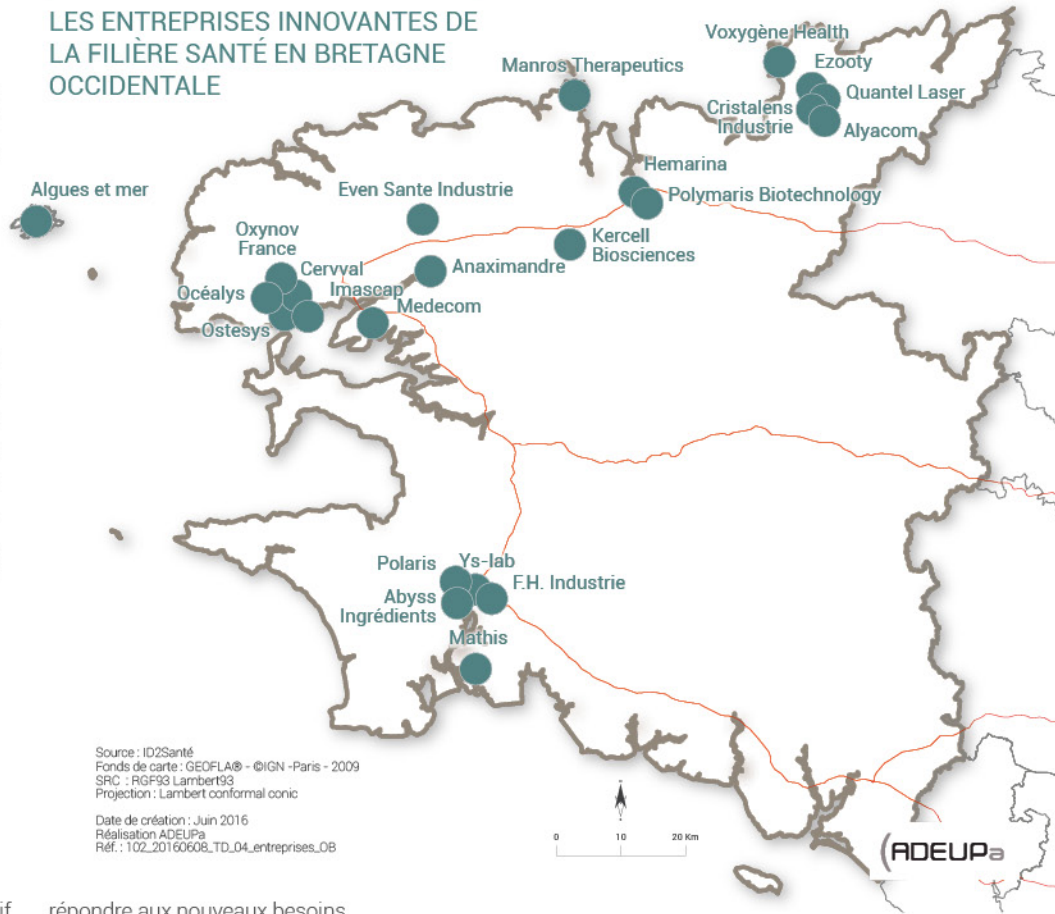 LES ENTREPRISES INNOVANTES DE
LA FILIÈRE SANTÉ EN BRETAGNE
OCCIDENTALE
Voxygène Health
Ezooty
Manros Therapeutics
Quantel Laser
Cristalens
Industrie
Alyacom
Hemarina
Algues et mer
Even Sante Industrie
Polymaris Biotechnology
Oxynov
France
Kercell
Biosciences
Cervval
Anaximandre
Océalys
Imascap
Medecom
Ostesys
Polaris
Ys-lab
F.H. Industrie
Abyss
Ingrédients
Mathis
Source : ID2Santé
Fonds de carte : GEOFLA® - ©IGN -Paris - 2009
SRC : RGF93 Lambert93
Projection : Lambert conformal conic
Date de création : Juin 2016
Réalisation ADEUPa
Réf. : 102_20160608_TD_04_entreprises_OB
0 10 20 Km
ADEUPa
répondre aux nouveaux besoins